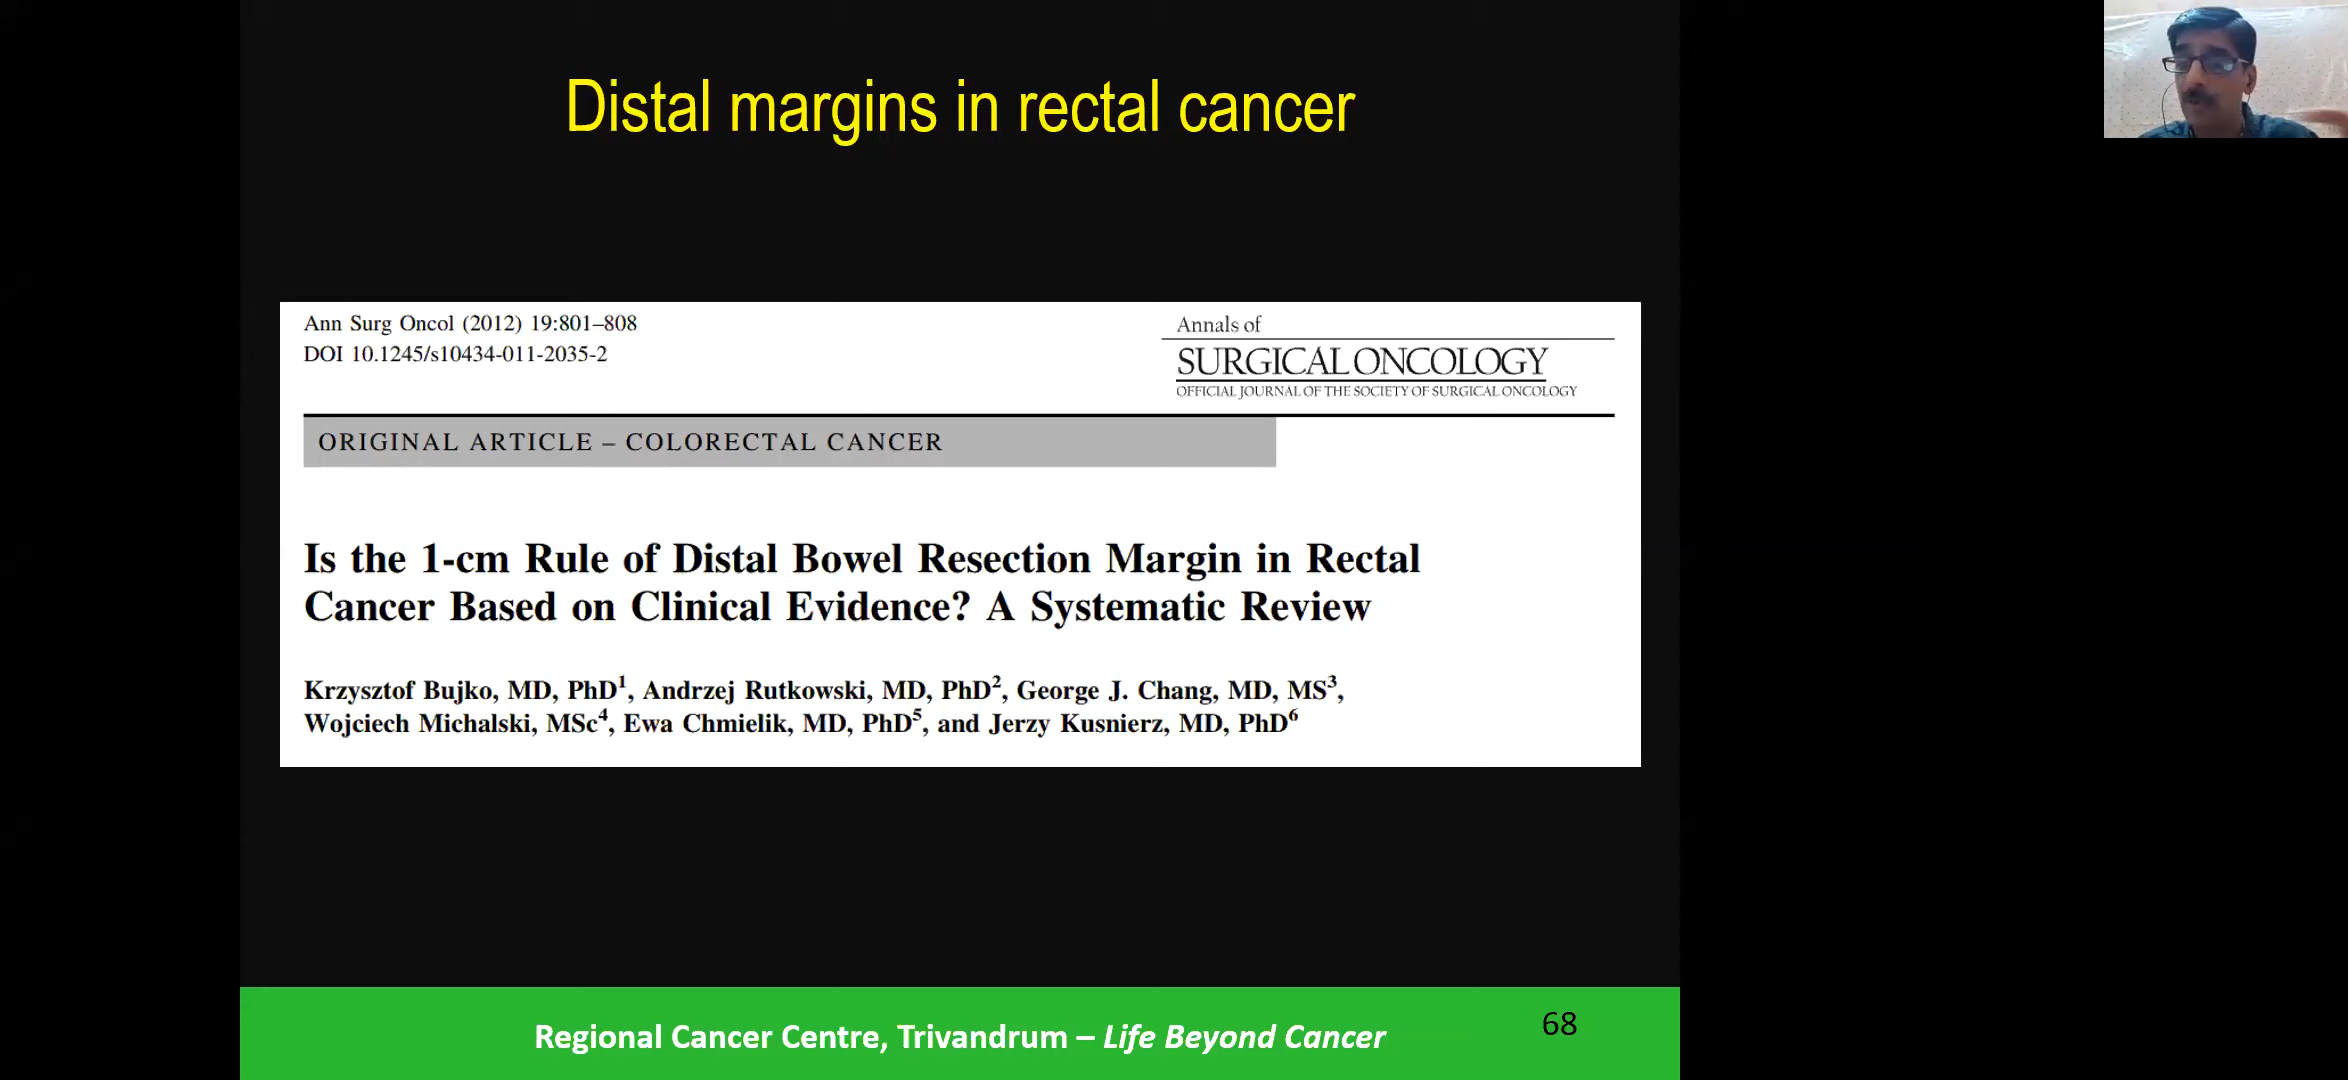 Distal margins in rectal cancer
Ann Surg Oncol (2012) 19:801–808
DOI 10.1245/s10434-011-2035-2
Annals of
SURGICAL ONCOLOGY
OFFICIAL JOURNAL OF THE SOCIETY OF SURGICAL ONCOLOGY
ORIGINAL ARTICLE – COLORECTAL CANCER
Is the 1-cm Rule of Distal Bowel Resection Margin in Rectal
Cancer Based on Clinical Evidence? A Systematic Review
Krzysztof Bujko, MD, PhD1, Andrzej Rutkowski, MD, PhD2, George J. Chang, MD, MS3,
Wojciech Michalski, MSc4, Ewa Chmielik, MD, PhD5, and Jerzy Kusnierz, MD, PhD6
Regional Cancer Centre, Trivandrum – Life Beyond Cancer
68